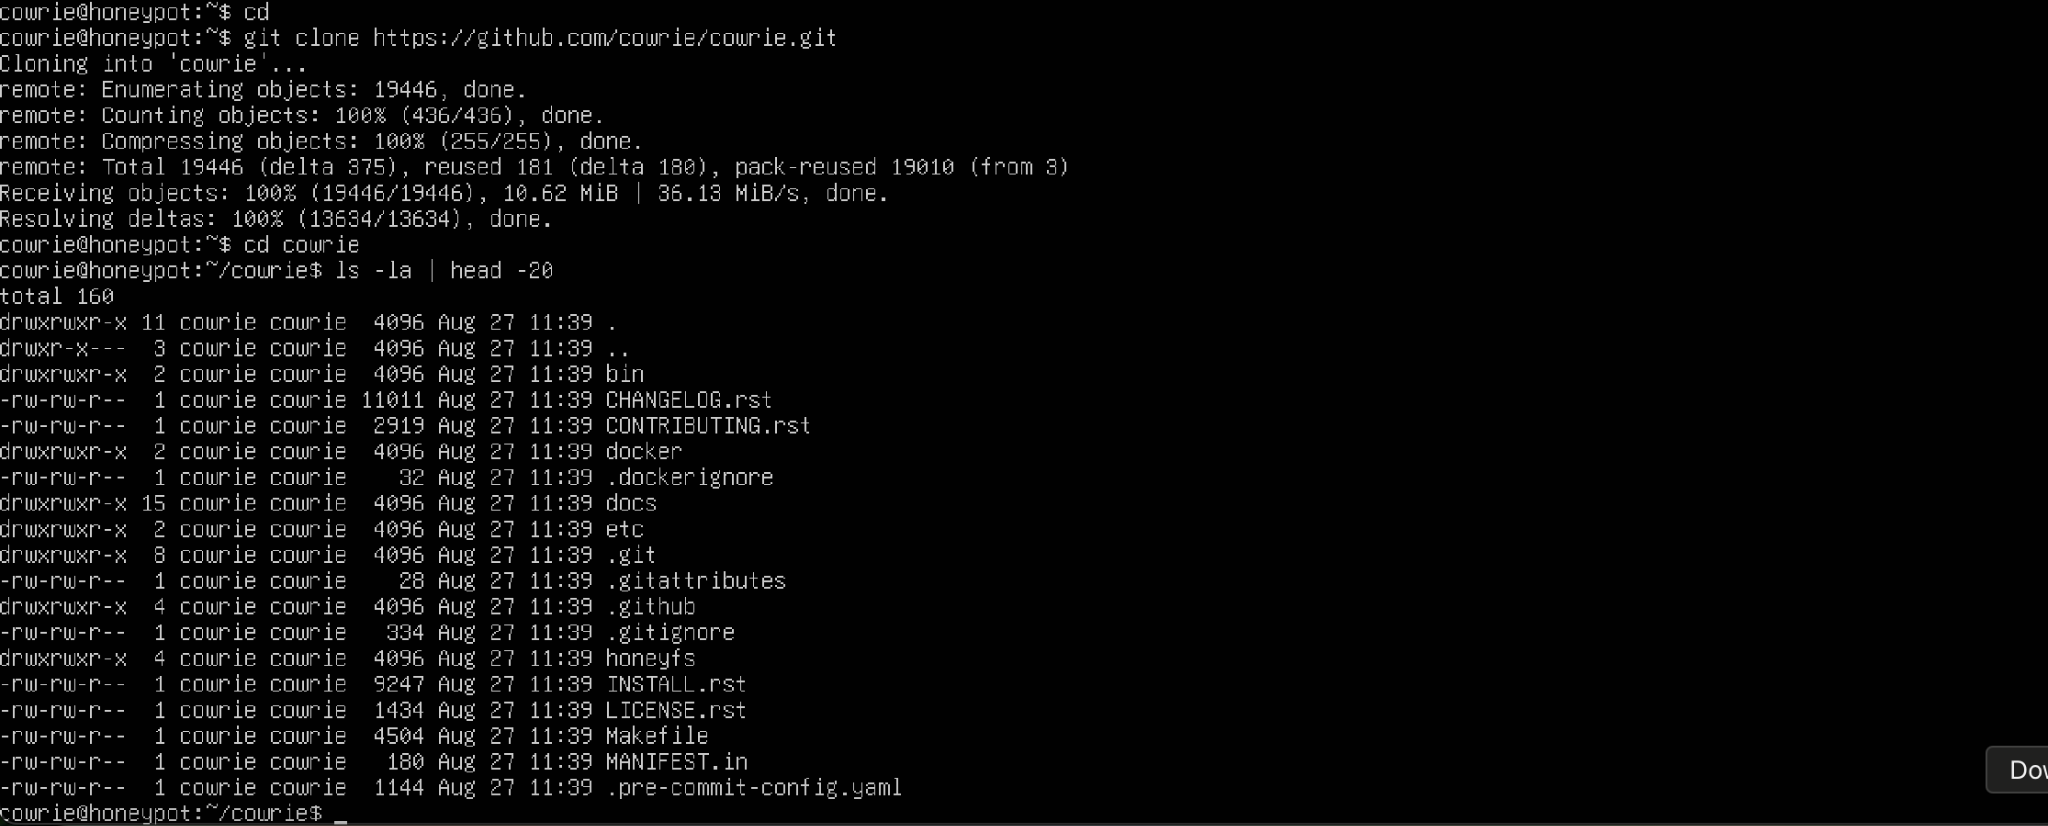 cowrie@honeypot:~$ cd
cowrie@honeypot:~$ git clone https://github.com/cowrie/cowrie.git
Cloning into 'cowrie'...
remote: Enumerating objects: 19446, done.
remote: Counting objects: 100% (436/436), done.
remote: Compressing objects: 100% (255/255), done.
remote: Total 19446 (delta 375), reused 181 (delta 180), pack-reused 19010 (from 3)
Receiving objects: 100% (19446/19446), 10.62 MiB | 36.13 MiB/s, done.
Resolving deltas: 100% (13634/13634), done.
cowrie@honeypot:~$ cd cowrie
cowrie@honeypot:~/cowrie$ ls -la | head -20
total 160
drwxrwxr-x 11 cowrie cowrie  4096 Aug 27 11:39 .
drwxr-x---  3 cowrie cowrie  4096 Aug 27 11:39 ..
drwxrwxr-x  2 cowrie cowrie  4096 Aug 27 11:39 bin
-rw-rw-r--  1 cowrie cowrie 11011 Aug 27 11:39 CHANGELOG.rst
-rw-rw-r--  1 cowrie cowrie  2919 Aug 27 11:39 CONTRIBUTING.rst
drwxrwxr-x  2 cowrie cowrie  4096 Aug 27 11:39 docker
-rw-rw-r--  1 cowrie cowrie    32 Aug 27 11:39 .dockerignore
drwxrwxr-x 15 cowrie cowrie  4096 Aug 27 11:39 docs
drwxrwxr-x  2 cowrie cowrie  4096 Aug 27 11:39 etc
drwxrwxr-x  8 cowrie cowrie  4096 Aug 27 11:39 .git
-rw-rw-r--  1 cowrie cowrie    28 Aug 27 11:39 .gitattributes
drwxrwxr-x  4 cowrie cowrie  4096 Aug 27 11:39 .github
-rw-rw-r--  1 cowrie cowrie   334 Aug 27 11:39 .gitignore
drwxrwxr-x  4 cowrie cowrie  4096 Aug 27 11:39 honeyfs
-rw-rw-r--  1 cowrie cowrie  9247 Aug 27 11:39 INSTALL.rst
-rw-rw-r--  1 cowrie cowrie  1434 Aug 27 11:39 LICENSE.rst
-rw-rw-r--  1 cowrie cowrie  4504 Aug 27 11:39 Makefile
-rw-rw-r--  1 cowrie cowrie   180 Aug 27 11:39 MANIFEST.in
-rw-rw-r--  1 cowrie cowrie  1144 Aug 27 11:39 .pre-commit-config.yaml
cowrie@honeypot:~/cowrie$ _